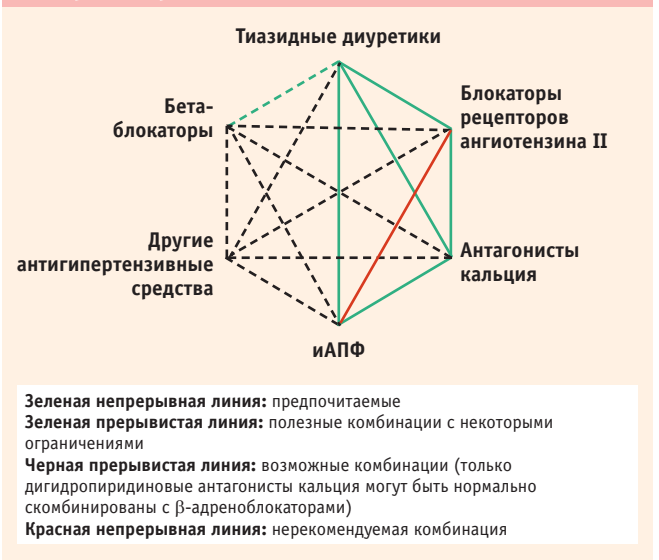 Тиазидные диуретики
Бета-
блокаторы
Блокаторы
рецепторов
ангиотензина II
Другие
антигипертензивные
средства
Антагонисты
кальция
иАПФ
Зеленая непрерывная линия: предпочитаемые
Зеленая прерывистая линия: полезные комбинации с некоторыми
ограничениями
Черная прерывистая линия: возможные комбинации (только
дигидропиридиновые антагонисты кальция могут быть нормально
скомбинированы с β-адреноблокаторами)
Красная непрерывная линия: нерекомендуемая комбинация